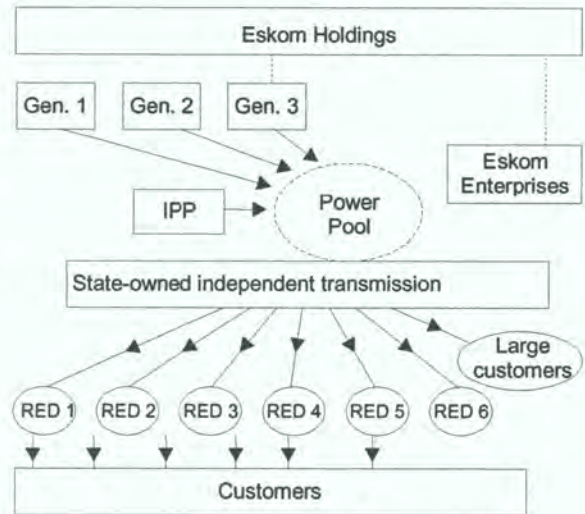 Eskom Holdings
Gen. 1
Gen. 2
Gen. 3
Eskom
Enterprises
IPP
Power
Pool
State-owned independent transmission
Large
customers
RED 1
RED 2
RED 3
RED 4
RED 5
RED 6
Customers